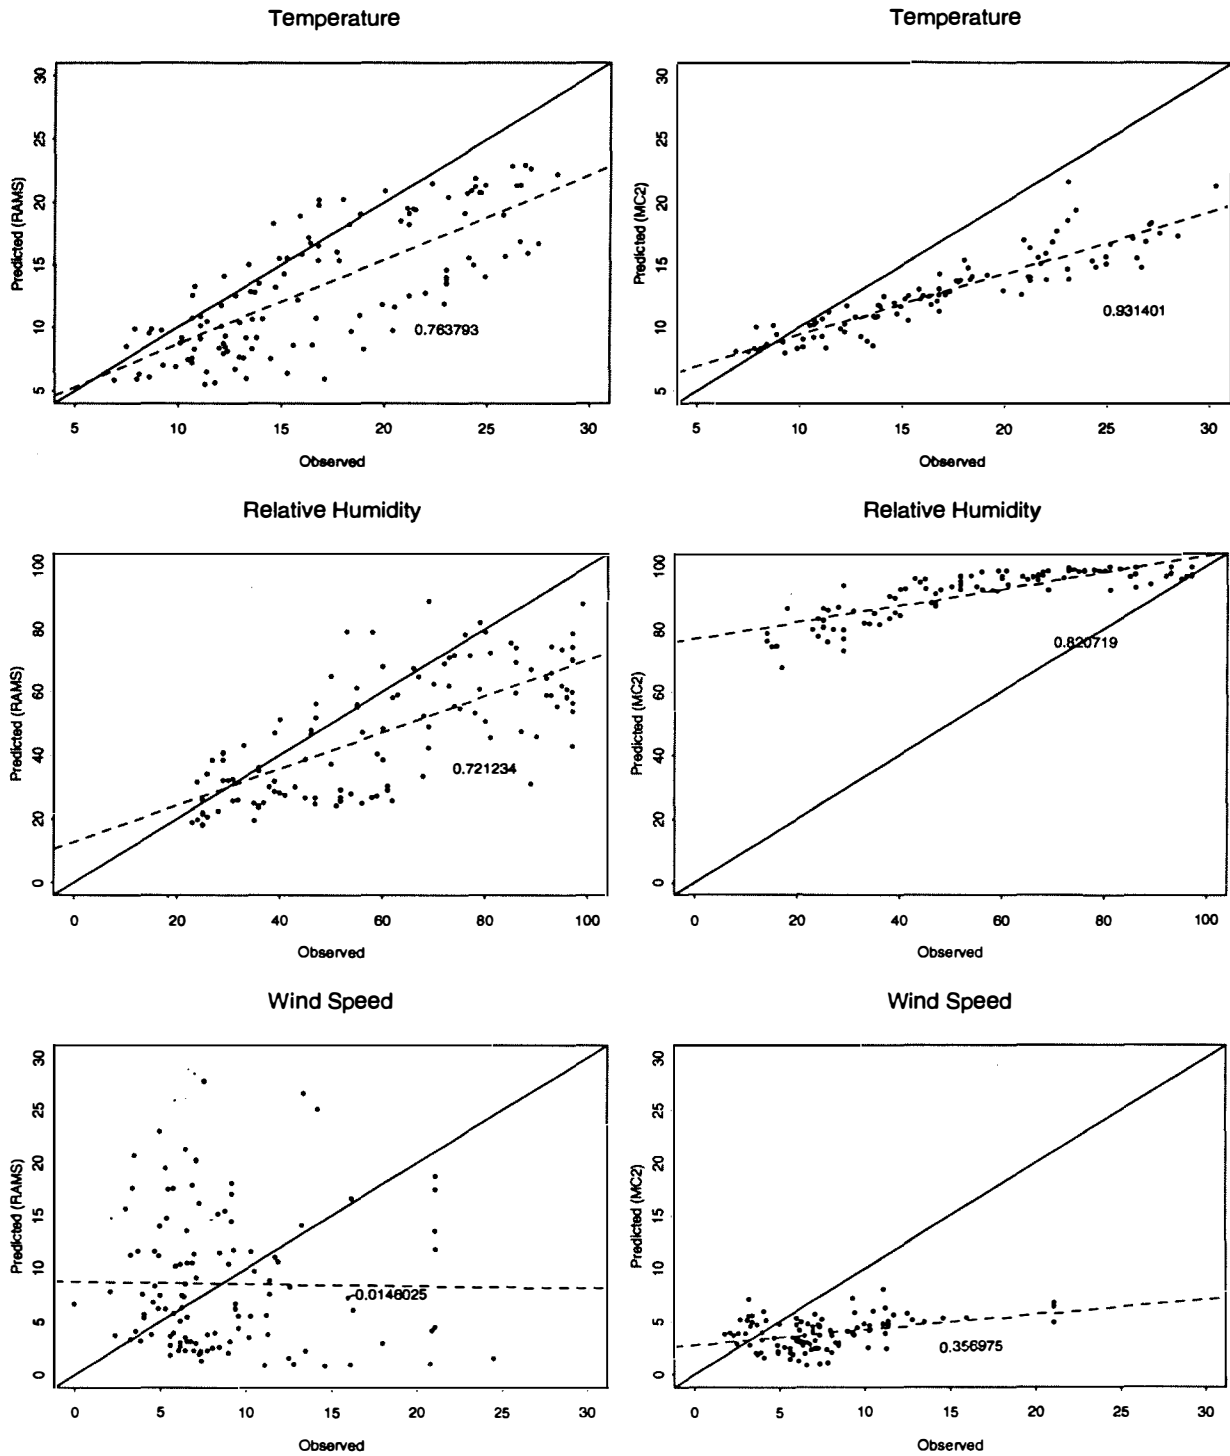 Temperature
Predicted (RAMS)
30
25
20
15
10
5
0.763793
5 10 15 20 25 30
Observed
Temperature
Predicted (MC2)
30
25
20
15
10
5
0.931401
5 10 15 20 25 30
Observed
Relative Humidity
Predicted (RAMS)
100
80
60
40
20
0
0.721234
0 20 40 60 80 100
Observed
Relative Humidity
Predicted (MC2)
100
80
60
40
20
0
0.820719
0 20 40 60 80 100
Observed
Wind Speed
Predicted (RAMS)
30
25
20
15
10
5
0
-0.0148025
0 5 10 15 20 25 30
Observed
Wind Speed
Predicted (MC2)
30
25
20
15
10
5
0
0.356975
0 5 10 15 20 25 30
Observed